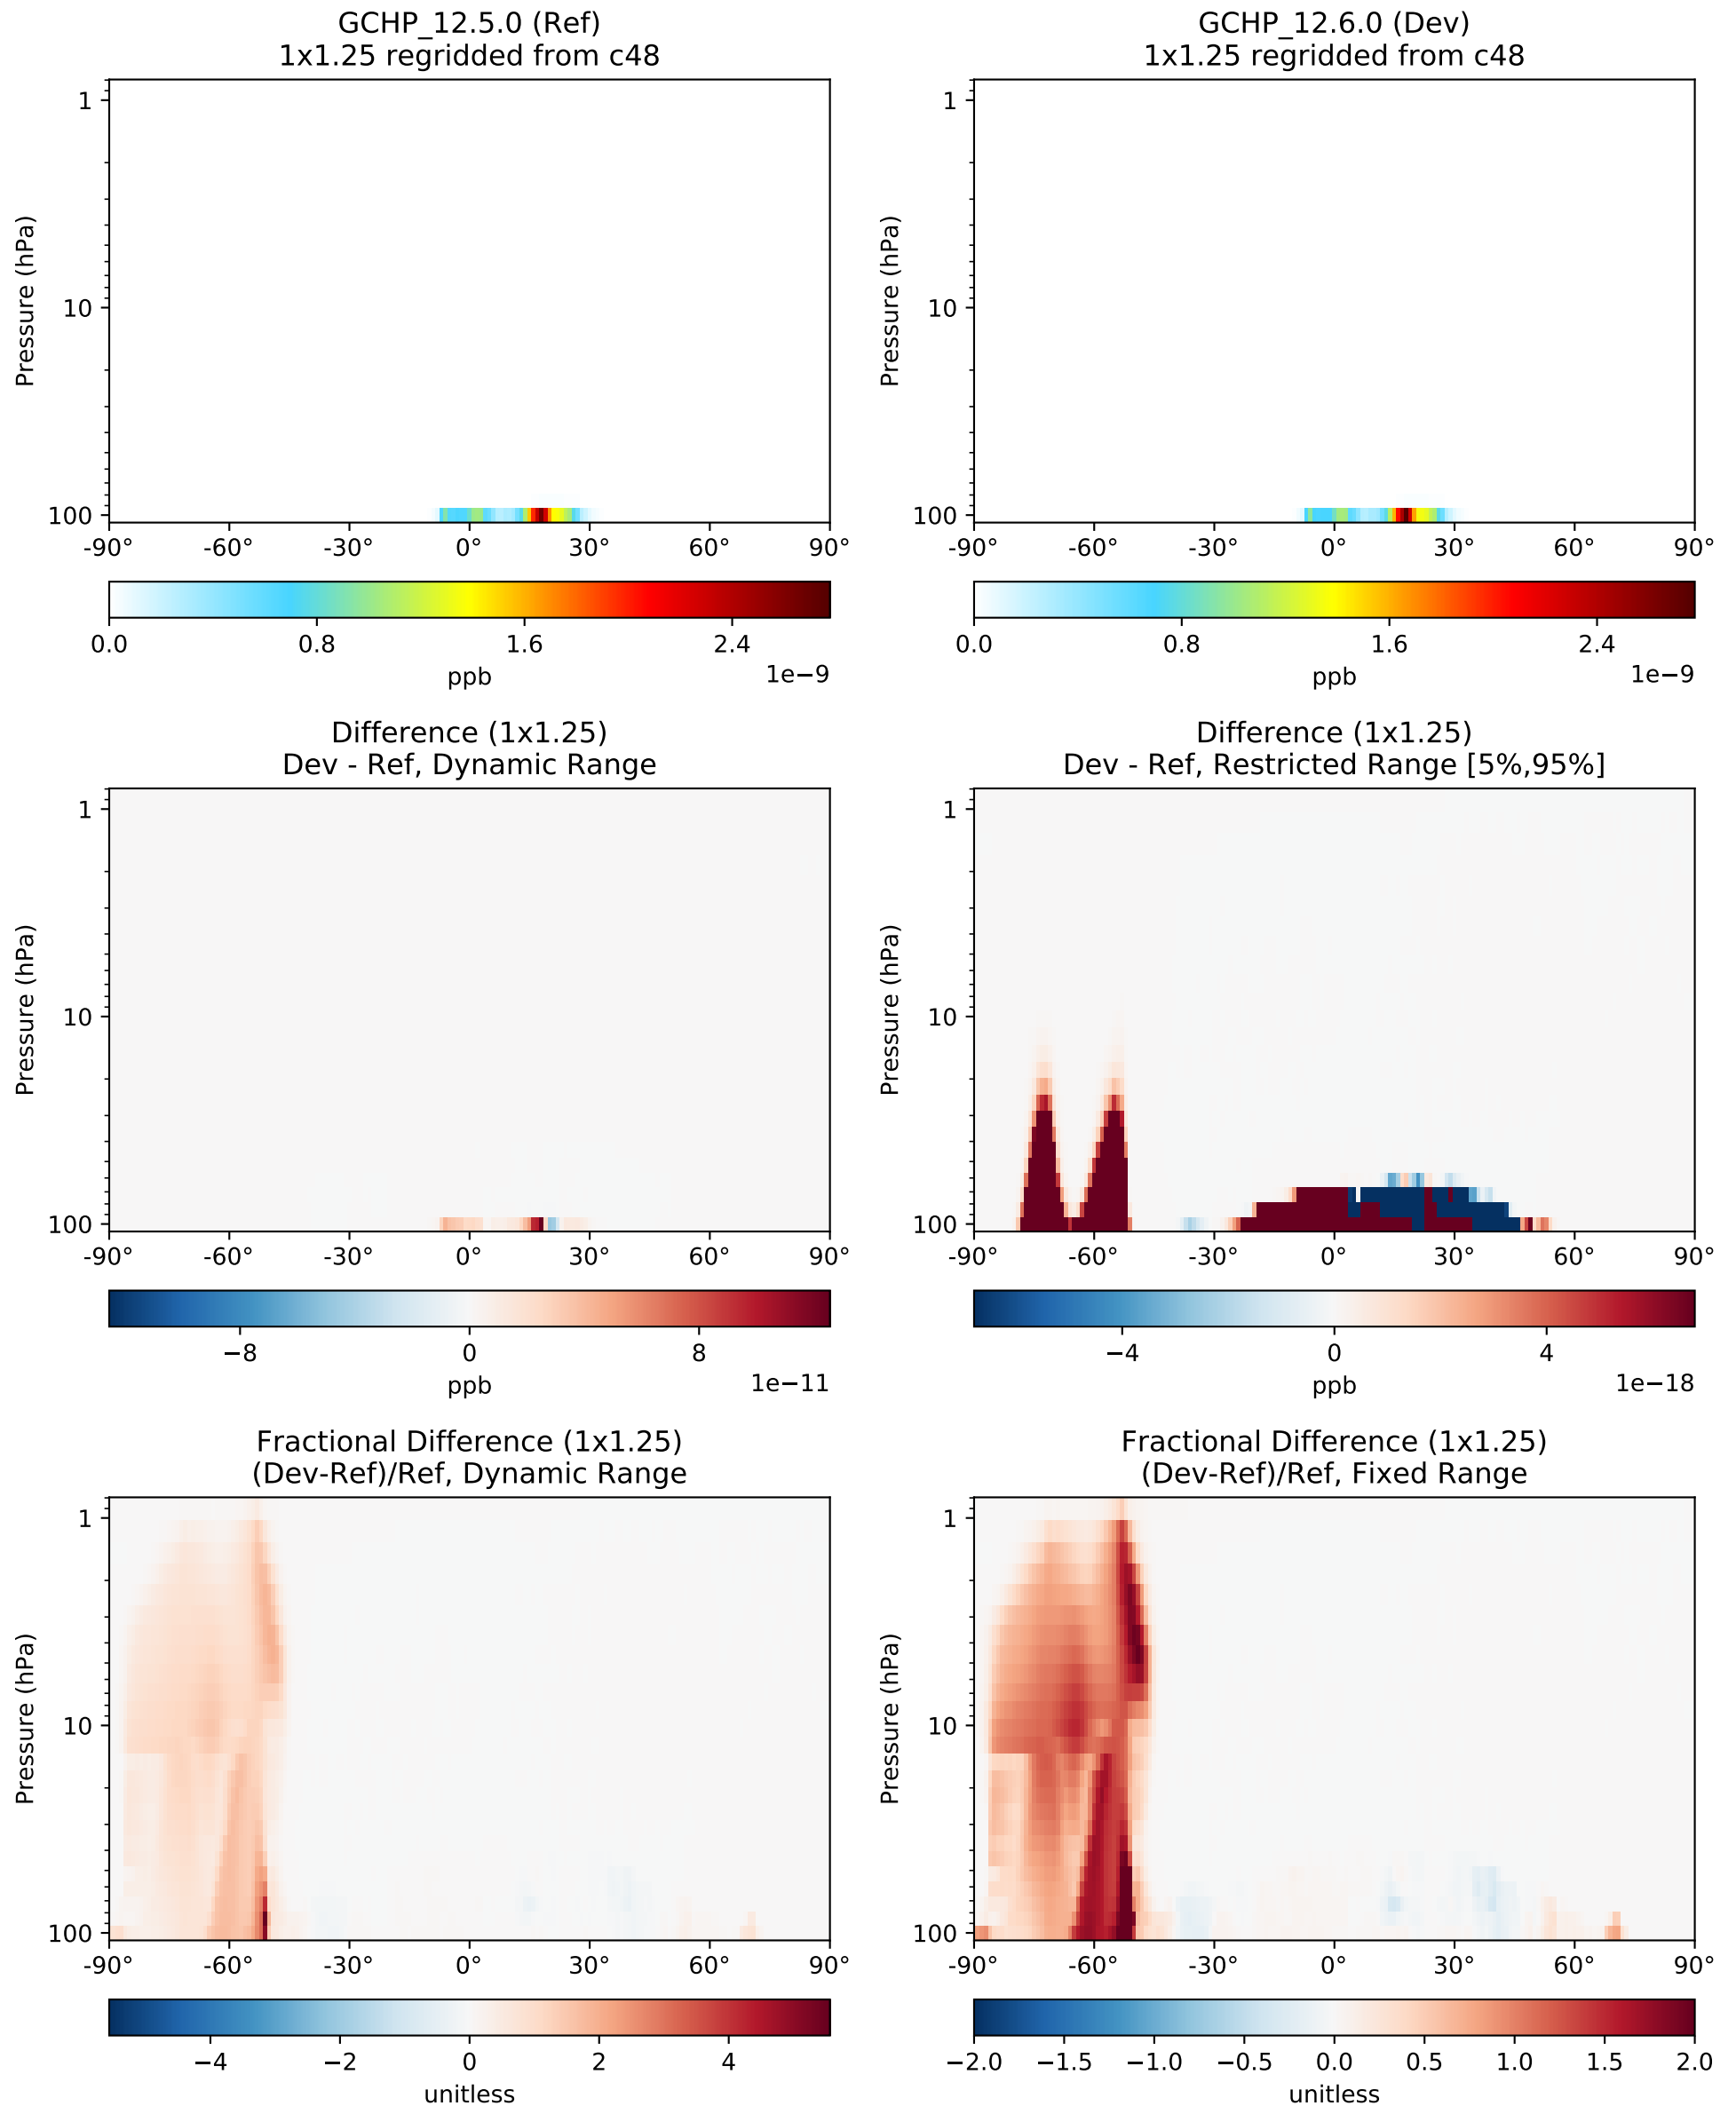 GCHP_12.5.0 (Ref)
1x1.25 regridded from c48
Pressure (hPa)
1
10
100
-90° -60° -30° 0° 30° 60° 90°
0.0 0.8 1.6 2.4
ppb
1e−9
GCHP_12.6.0 (Dev)
1x1.25 regridded from c48
Pressure (hPa)
1
10
100
-90° -60° -30° 0° 30° 60° 90°
0.0 0.8 1.6 2.4
ppb
1e−9
Difference (1x1.25)
Dev - Ref, Dynamic Range
Pressure (hPa)
1
10
100
-90° -60° -30° 0° 30° 60° 90°
−8 0 8
ppb
1e−11
Difference (1x1.25)
Dev - Ref, Restricted Range [5%,95%]
Pressure (hPa)
1
10
100
-90° -60° -30° 0° 30° 60° 90°
−4 0 4
ppb
1e−18
Fractional Difference (1x1.25)
(Dev-Ref)/Ref, Dynamic Range
Pressure (hPa)
1
10
100
-90° -60° -30° 0° 30° 60° 90°
−4 −2 0 2 4
unitless
Fractional Difference (1x1.25)
(Dev-Ref)/Ref, Fixed Range
Pressure (hPa)
1
10
100
-90° -60° -30° 0° 30° 60° 90°
−2.0 −1.5 −1.0 −0.5 0.0 0.5 1.0 1.5 2.0
unitless